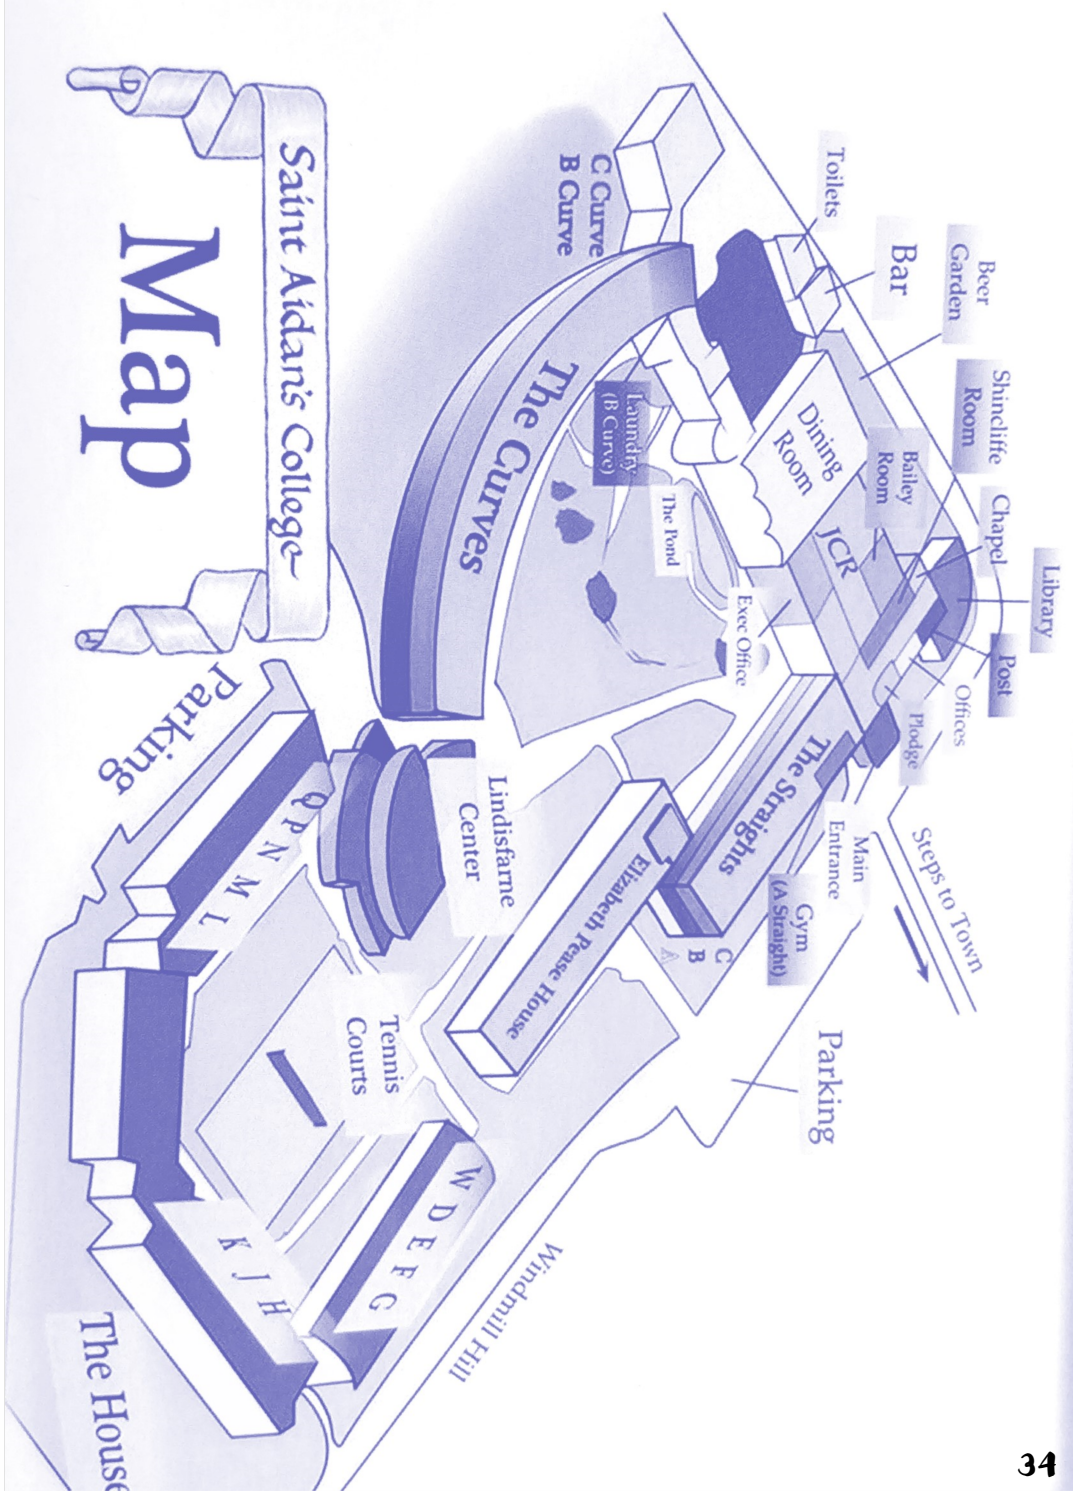 Saint Aidan's College
Map
Toilets
Bar
Beer
Garden
Shincliffe
Room
Chapel
Library
Post
Offices
Plodge
Bailey
Room
JCR
Dining
Room
Exec Office
The Pond
Laundry
(B Curve)
C Curve
B Curve
The Curves
The Straights
Main
Entrance
Gym
(A Straight)
C
B
A
Steps to Town
Parking
Elizabeth Pease House
Lindisfarne
Center
Tennis
Courts
Parking
Q P N M L
W D E F G
K J H
Windmill Hill
The House
34